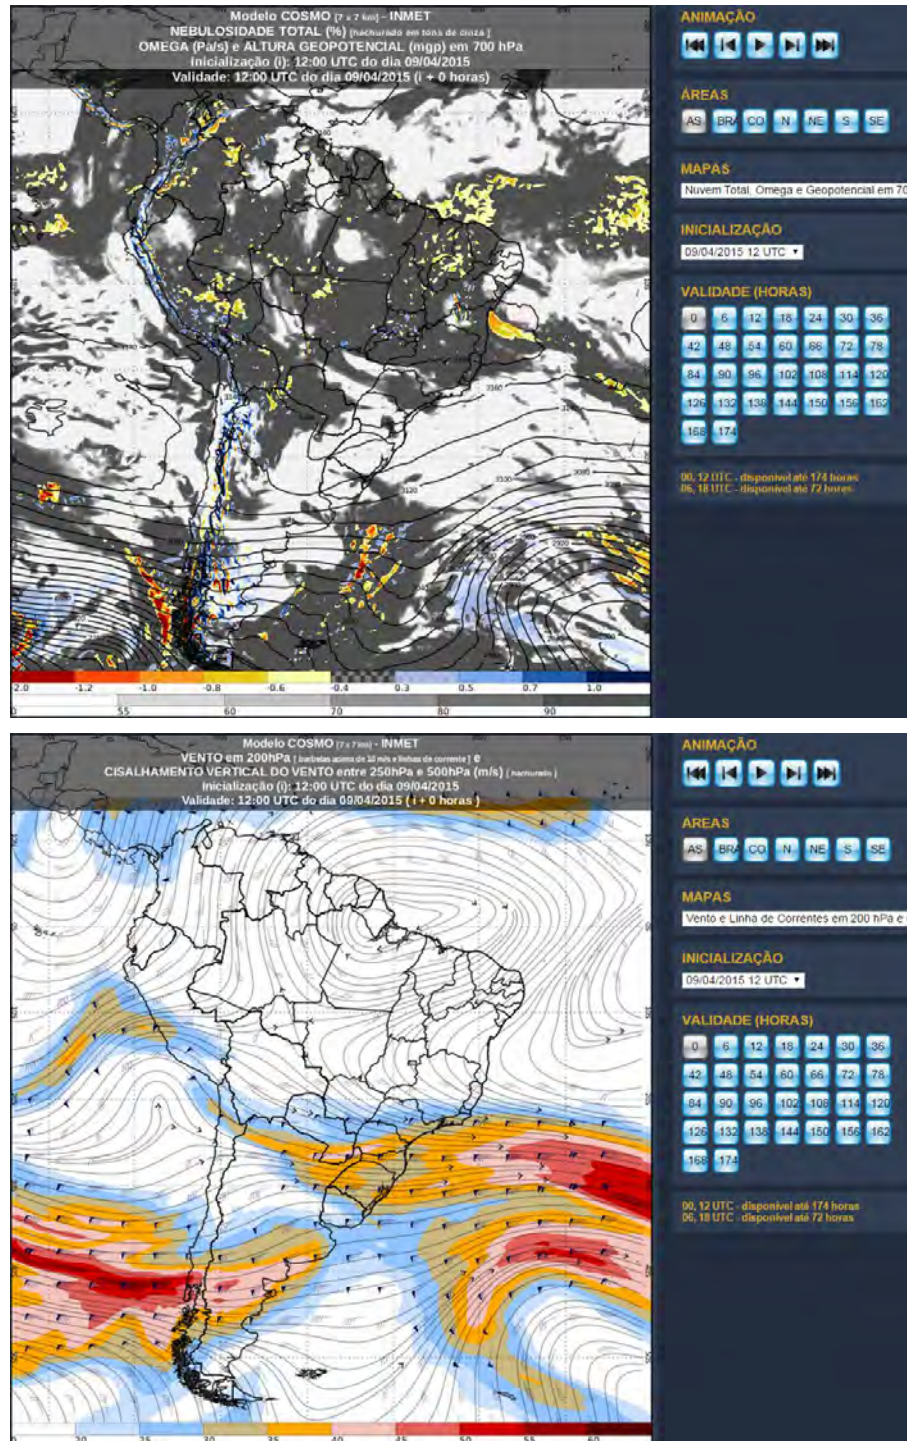 Modelo COSMO [7 x 7 km] - INMET
NEBULOSIDADE TOTAL (%) [hachurado em tons de cinza ]
OMEGA (Pa/s) e ALTURA GEOPOTENCIAL (mgp) em 700 hPa
Inicialização (i): 12:00 UTC do dia 09/04/2015
Validade: 12:00 UTC do dia 09/04/2015 (i + 0 horas)
-2.0 -1.2 -1.0 -0.8 -0.6 -0.4 0.3 0.5 0.7 1.0
55 60 70 80 90
ANIMAÇÃO
ÁREAS
AS BRA CO N NE S SE
MAPAS
Nuvem Total, Omega e Geopotencial em 70
INICIALIZAÇÃO
09/04/2015 12 UTC
VALIDADE (HORAS)
0 6 12 18 24 30 36
42 48 54 60 66 72 78
84 90 96 102 108 114 120
126 132 138 144 150 156 162
168 174
00, 12 UTC - disponível até 174 horas
06, 18 UTC - disponível até 72 horas
Modelo COSMO [7 x 7 km] - INMET
VENTO em 200hPa [ barbelas acima de 10 m/s e linhas de corrente ] e
CISALHAMENTO VERTICAL DO VENTO entre 250hPa e 500hPa (m/s) [ hachurado ]
Inicialização (i): 12:00 UTC do dia 09/04/2015
Validade: 12:00 UTC do dia 09/04/2015 ( i + 0 horas )
20 25 30 35 40 45 50 55 60
ANIMAÇÃO
ÁREAS
AS BRA CO N NE S SE
MAPAS
Vento e Linha de Correntes em 200 hPa e
INICIALIZAÇÃO
09/04/2015 12 UTC
VALIDADE (HORAS)
0 6 12 18 24 30 36
42 48 54 60 66 72 78
84 90 96 102 108 114 120
126 132 138 144 150 156 162
168 174
00, 12 UTC - disponível até 174 horas
06, 18 UTC - disponível até 72 horas